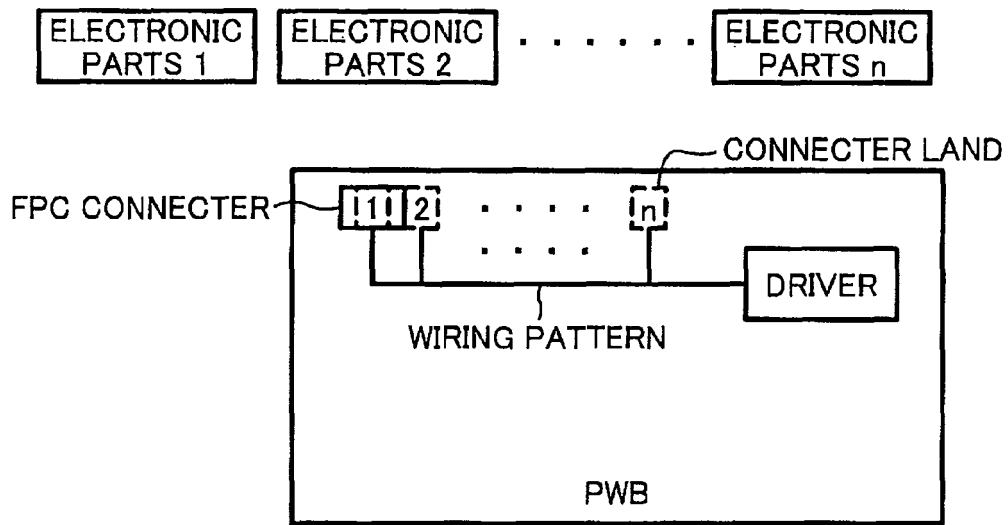 ELECTRONIC
PARTS 1
ELECTRONIC
PARTS 2
ELECTRONIC
PARTS n
CONNECTER LAND
FPC CONNECTER
1
2
n
DRIVER
WIRING PATTERN
PWB